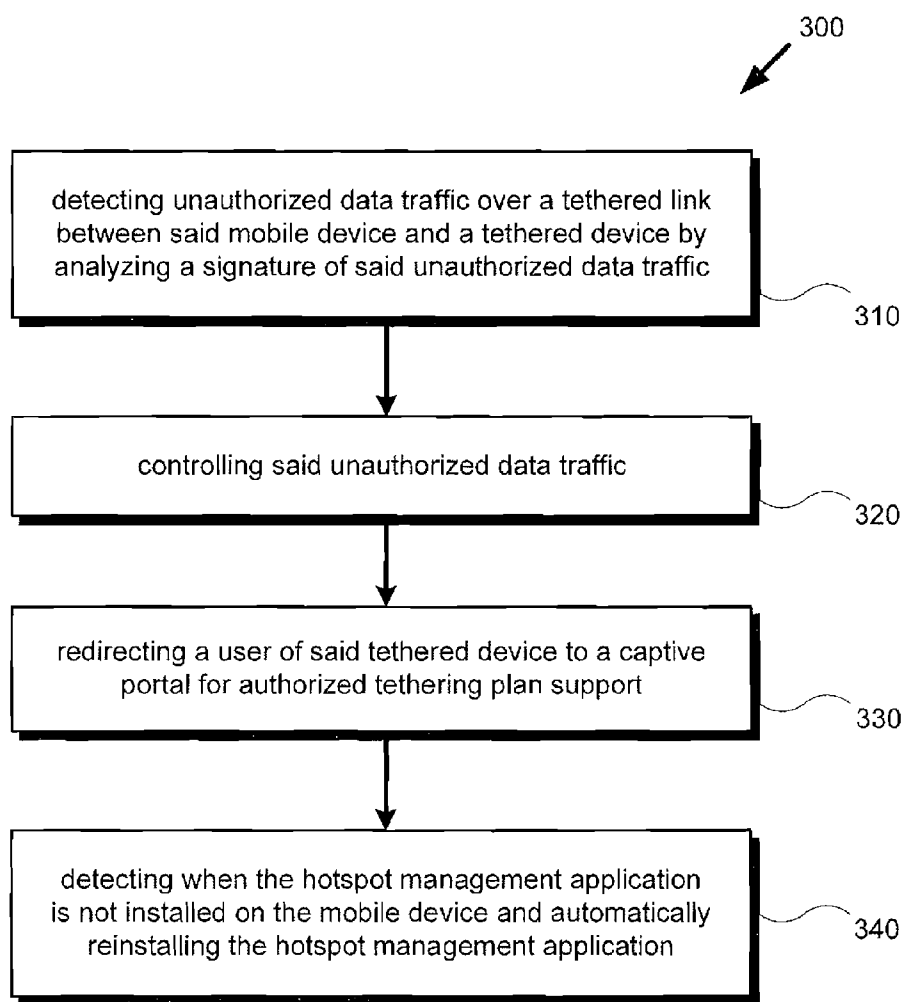 300
detecting unauthorized data traffic over a tethered link
between said mobile device and a tethered device by
analyzing a signature of said unauthorized data traffic
310
controlling said unauthorized data traffic
320
redirecting a user of said tethered device to a captive
portal for authorized tethering plan support
330
detecting when the hotspot management application
is not installed on the mobile device and automatically
reinstalling the hotspot management application
340